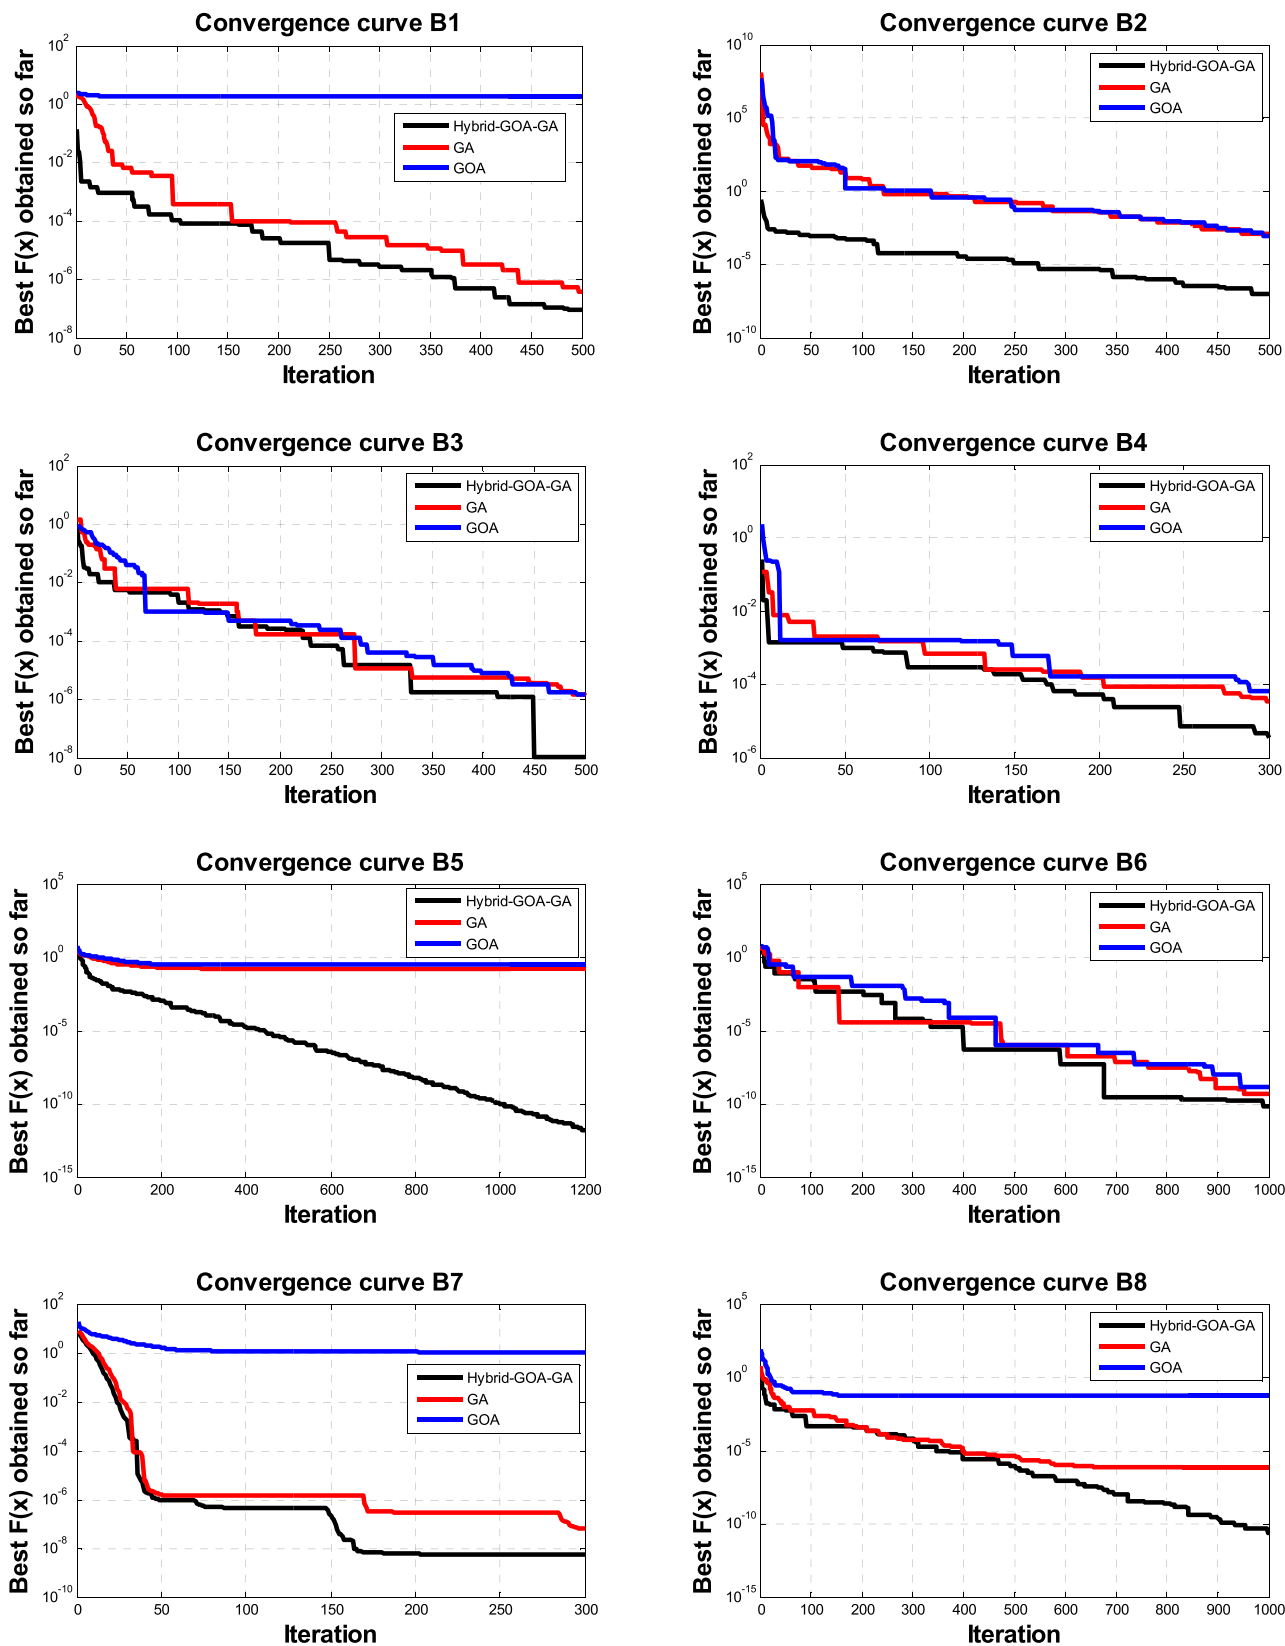 Convergence curve B1
Best F(x) obtained so far
10^2
10^0
10^-2
10^-4
10^-6
10^-8
Hybrid-GOA-GA
GA
GOA
0 50 100 150 200 250 300 350 400 450 500
Iteration
Convergence curve B2
Best F(x) obtained so far
10^10
10^5
10^0
10^-5
10^-10
Hybrid-GOA-GA
GA
GOA
0 50 100 150 200 250 300 350 400 450 500
Iteration
Convergence curve B3
Best F(x) obtained so far
10^2
10^0
10^-2
10^-4
10^-6
10^-8
Hybrid-GOA-GA
GA
GOA
0 50 100 150 200 250 300 350 400 450 500
Iteration
Convergence curve B4
Best F(x) obtained so far
10^2
10^0
10^-2
10^-4
10^-6
Hybrid-GOA-GA
GA
GOA
0 50 100 150 200 250 300
Iteration
Convergence curve B5
Best F(x) obtained so far
10^5
10^0
10^-5
10^-10
10^-15
Hybrid-GOA-GA
GA
GOA
0 200 400 600 800 1000 1200
Iteration
Convergence curve B6
Best F(x) obtained so far
10^5
10^0
10^-5
10^-10
10^-15
Hybrid-GOA-GA
GA
GOA
0 100 200 300 400 500 600 700 800 900 1000
Iteration
Convergence curve B7
Best F(x) obtained so far
10^2
10^0
10^-2
10^-4
10^-6
10^-8
10^-10
Hybrid-GOA-GA
GA
GOA
0 50 100 150 200 250 300
Iteration
Convergence curve B8
Best F(x) obtained so far
10^5
10^0
10^-5
10^-10
10^-15
Hybrid-GOA-GA
GA
GOA
0 100 200 300 400 500 600 700 800 900 1000
Iteration